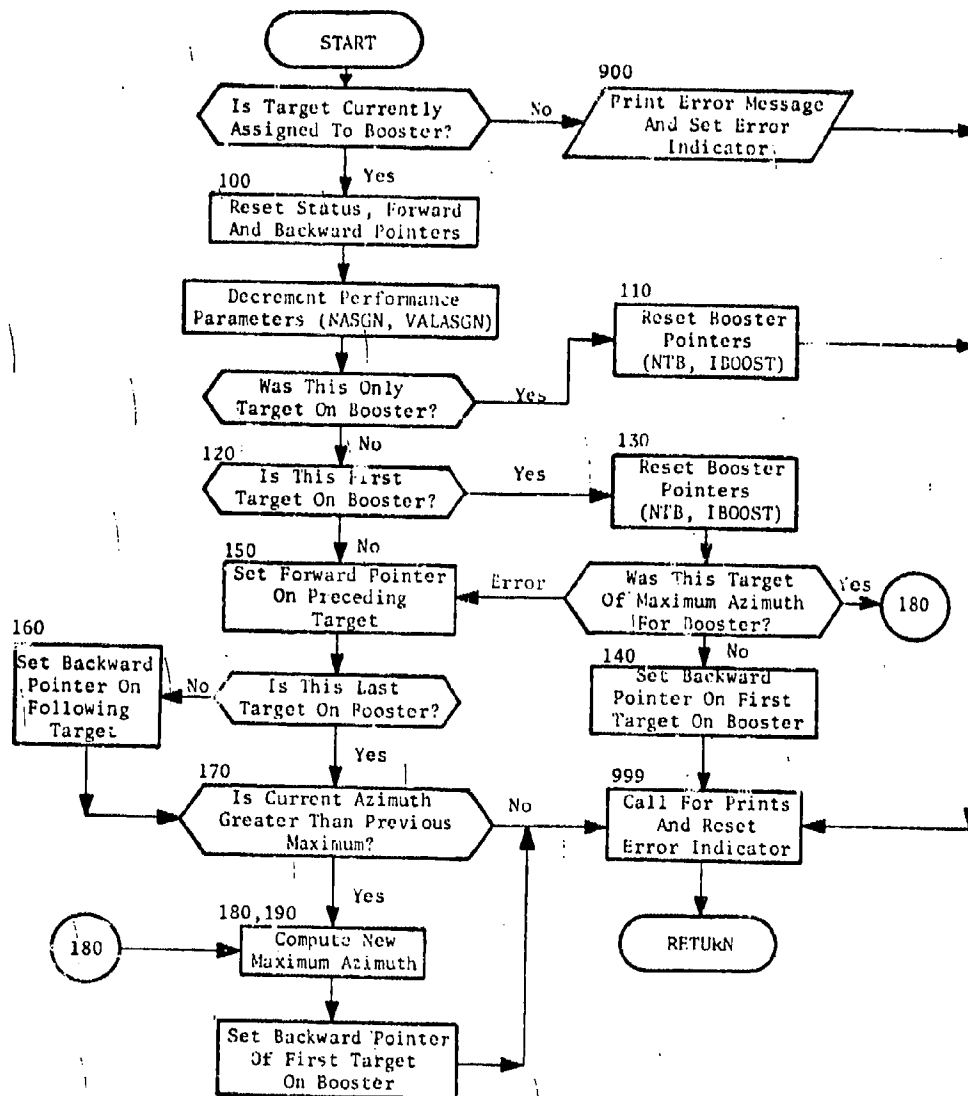 START
Is Target Currently
Assigned To Booster?
No
900
Print Error Message
And Set Error
Indicator
Yes
100
Reset Status, Forward
And Backward Pointers
Decrement Performance
Parameters (NASGN, VALASGN)
110
Reset Booster
Pointers
(NTB, IBOOST)
Was This Only
Target On Booster?
Yes
No
120
Is This First
Target On Booster?
Yes
130
Reset Booster
Pointers
(NTB, IBOOST)
No
150
Set Forward Pointer
On Preceding
Target
Error
Was This Target
Of Maximum Azimuth
For Booster?
Yes
180
160
Set Backward
Pointer On
Following
Target
No
Is This Last
Target On Booster?
No
140
Set Backward
Pointer On First
Target On Booster
Yes
170
Is Current Azimuth
Greater Than Previous
Maximum?
No
999
Call For Prints
And Reset
Error Indicator
Yes
180
180,190
Compute New
Maximum Azimuth
RETURN
Set Backward Pointer
Of First Target
On Booster